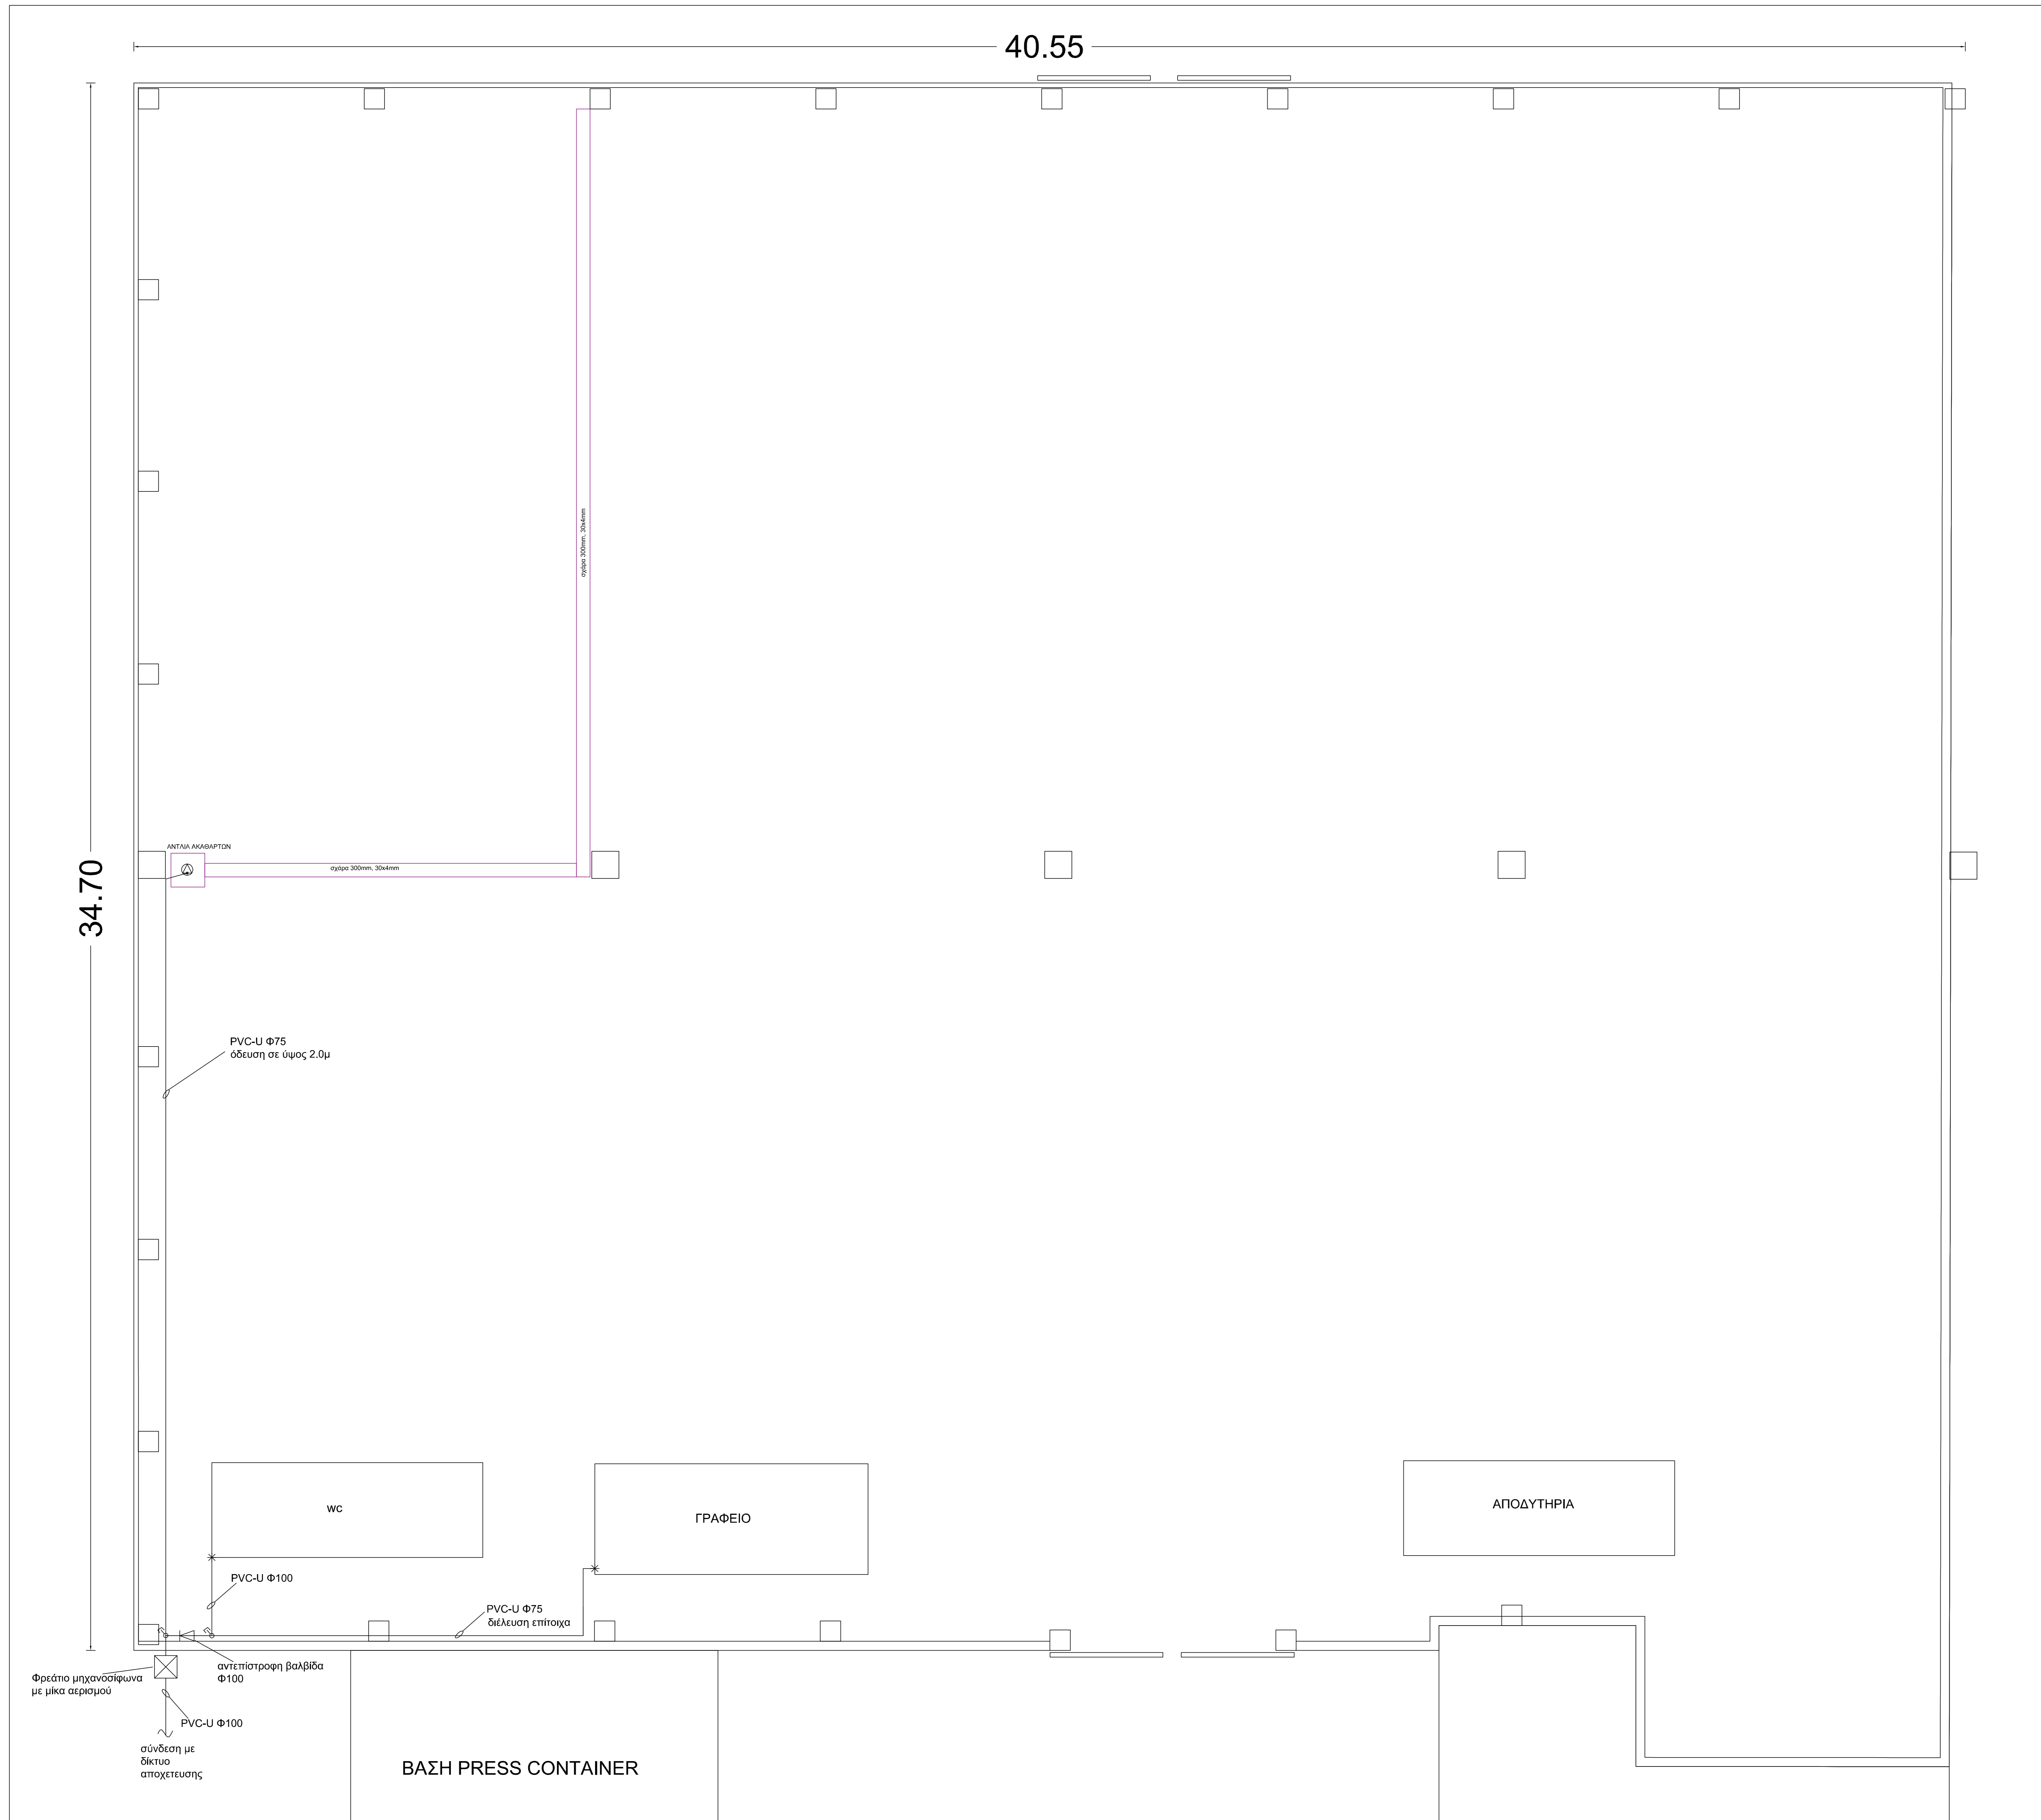 40.55
34.70
σχάρα 300mm, 30x4mm
ΑΝΤΛΙΑ ΑΚΑΘΑΡΤΩΝ
σχάρα 300mm, 30x4mm
PVC-U Φ75
όδευση σε ύψος 2.0μ
wc
ΓΡΑΦΕΙΟ
ΑΠΟΔΥΤΗΡΙΑ
PVC-U Φ100
PVC-U Φ75
διέλευση επίτοιχα
αντεπίστροφη βαλβίδα
Φ100
Φρεάτιο μηχανοσίφωνα
με μίκα αερισμού
PVC-U Φ100
σύνδεση με
δίκτυο
αποχετευσης
ΒΑΣΗ PRESS CONTAINER